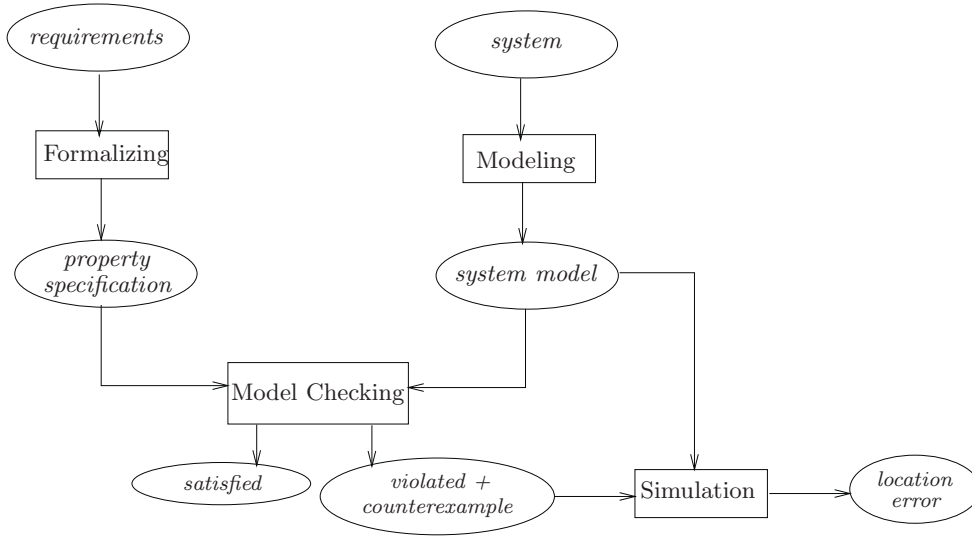 requirements
system
Formalizing
Modeling
property
specification
system model
Model Checking
satisfied
violated +
counterexample
Simulation
location
error